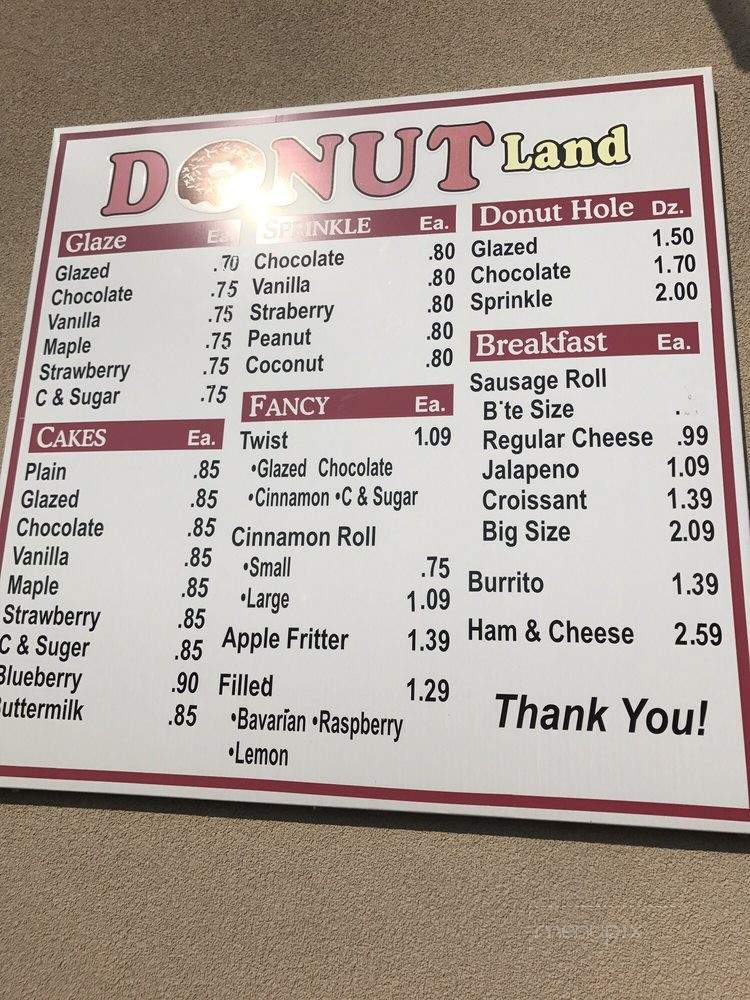 DONUT Land
Glaze Ea.
Glazed .70
Chocolate .75
Vanilla .75
Maple .75
Strawberry .75
C & Sugar .75
CAKES Ea.
Plain .85
Glazed .85
Chocolate .85
Vanilla .85
Maple .85
Strawberry .85
C & Suger .85
Blueberry .90
uttermilk .85
SPRINKLE Ea.
Chocolate .80
Vanilla .80
Straberry .80
Peanut .80
Coconut .80
FANCY Ea.
Twist 1.09
•Glazed Chocolate
•Cinnamon •C & Sugar
Cinnamon Roll
•Small .75
•Large 1.09
Apple Fritter 1.39
Filled 1.29
•Bavarian •Raspberry
•Lemon
Donut Hole Dz.
Glazed 1.50
Chocolate 1.70
Sprinkle 2.00
Breakfast Ea.
Sausage Roll
B'te Size
Regular Cheese .99
Jalapeno 1.09
Croissant 1.39
Big Size 2.09
Burrito 1.39
Ham & Cheese 2.59
Thank You!
menupix